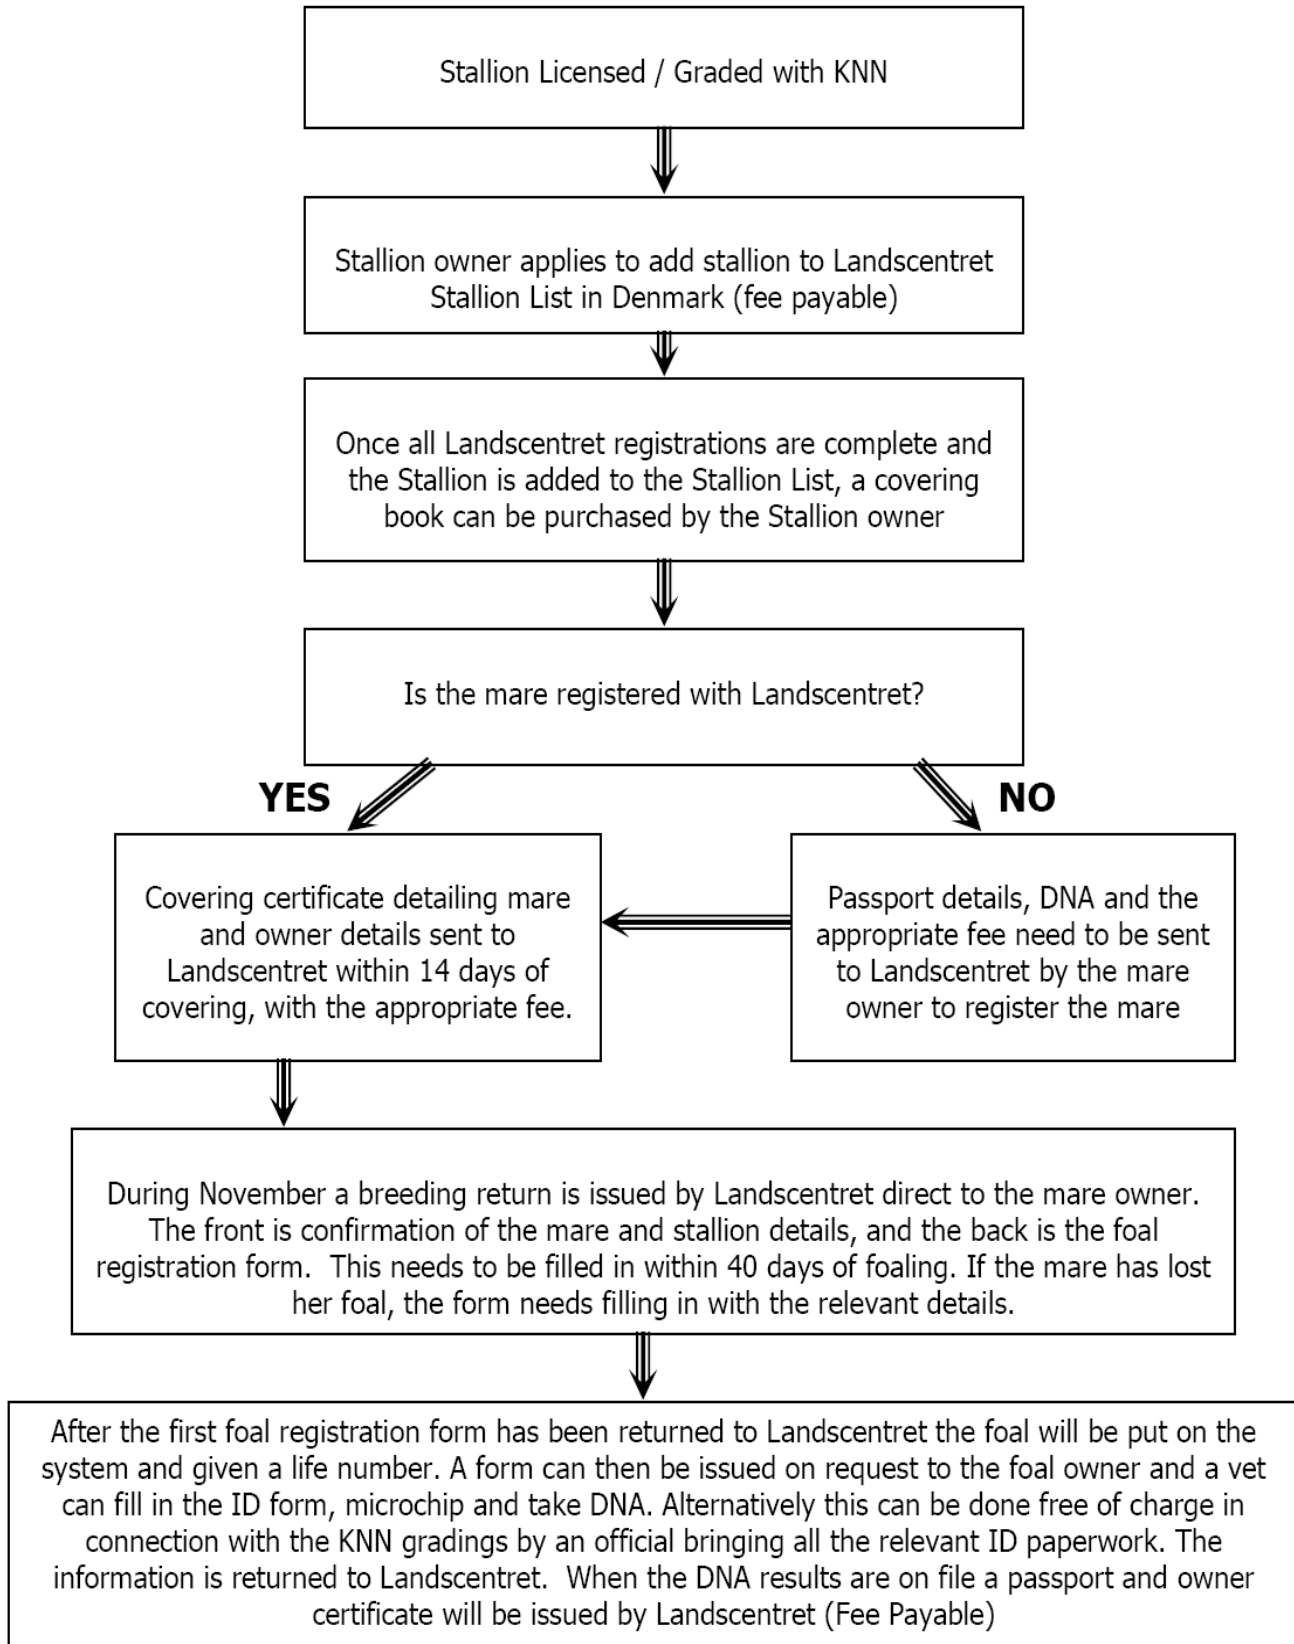 Stallion Licensed / Graded with KNN
Stallion owner applies to add stallion to Landscentret
Stallion List in Denmark (fee payable)
Once all Landscentret registrations are complete and
the Stallion is added to the Stallion List, a covering
book can be purchased by the Stallion owner
Is the mare registered with Landscentret?
YES
NO
Covering certificate detailing mare
and owner details sent to
Landscentret within 14 days of
covering, with the appropriate fee.
Passport details, DNA and the
appropriate fee need to be sent
to Landscentret by the mare
owner to register the mare
During November a breeding return is issued by Landscentret direct to the mare owner.
The front is confirmation of the mare and stallion details, and the back is the foal
registration form.  This needs to be filled in within 40 days of foaling. If the mare has lost
her foal, the form needs filling in with the relevant details.
After the first foal registration form has been returned to Landscentret the foal will be put on the
system and given a life number. A form can then be issued on request to the foal owner and a vet
can fill in the ID form, microchip and take DNA. Alternatively this can be done free of charge in
connection with the KNN gradings by an official bringing all the relevant ID paperwork. The
information is returned to Landscentret.  When the DNA results are on file a passport and owner
certificate will be issued by Landscentret (Fee Payable)